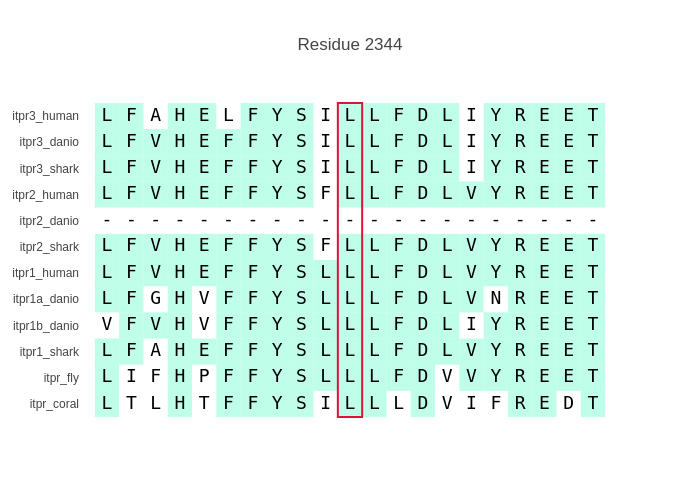 Residue 2344
itpr3_human L F A H E L F Y S I L L F D L I Y R E E T
itpr3_danio L F V H E F F Y S I L L F D L I Y R E E T
itpr3_shark L F V H E F F Y S I L L F D L I Y R E E T
itpr2_human L F V H E F F Y S F L L F D L V Y R E E T
itpr2_danio - - - - - - - - - - - - - - - - - - - - -
itpr2_shark L F V H E F F Y S F L L F D L V Y R E E T
itpr1_human L F V H E F F Y S L L L F D L V Y R E E T
itpr1a_danio L F G H V F F Y S L L L F D L V N R E E T
itpr1b_danio V F V H V F F Y S L L L F D L I Y R E E T
itpr1_shark L F A H E F F Y S L L L F D L V Y R E E T
itpr_fly L I F H P F F Y S L L L F D V V Y R E E T
itpr_coral L T L H T F F Y S I L L L D V I F R E D T